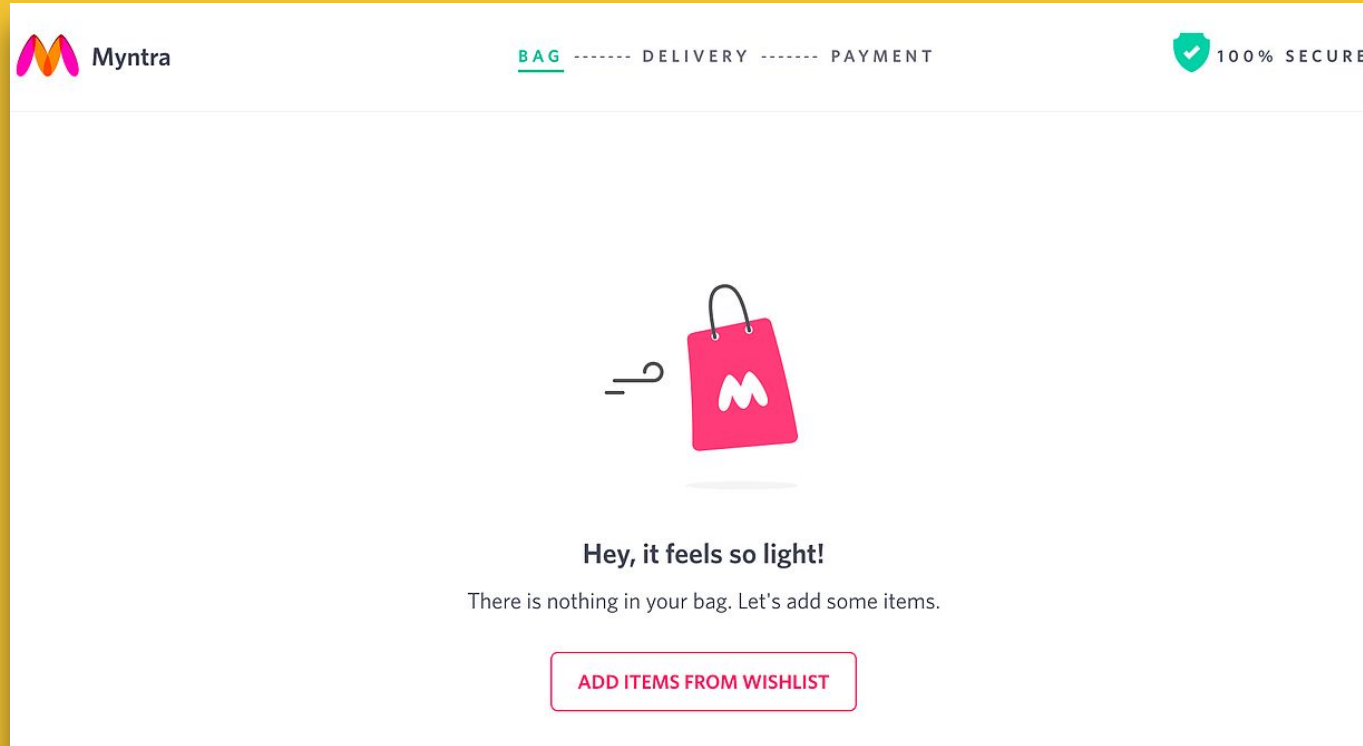 Myntra
BAG ------- DELIVERY ------- PAYMENT
100% SECURE
Hey, it feels so light!
There is nothing in your bag. Let's add some items.
ADD ITEMS FROM WISHLIST